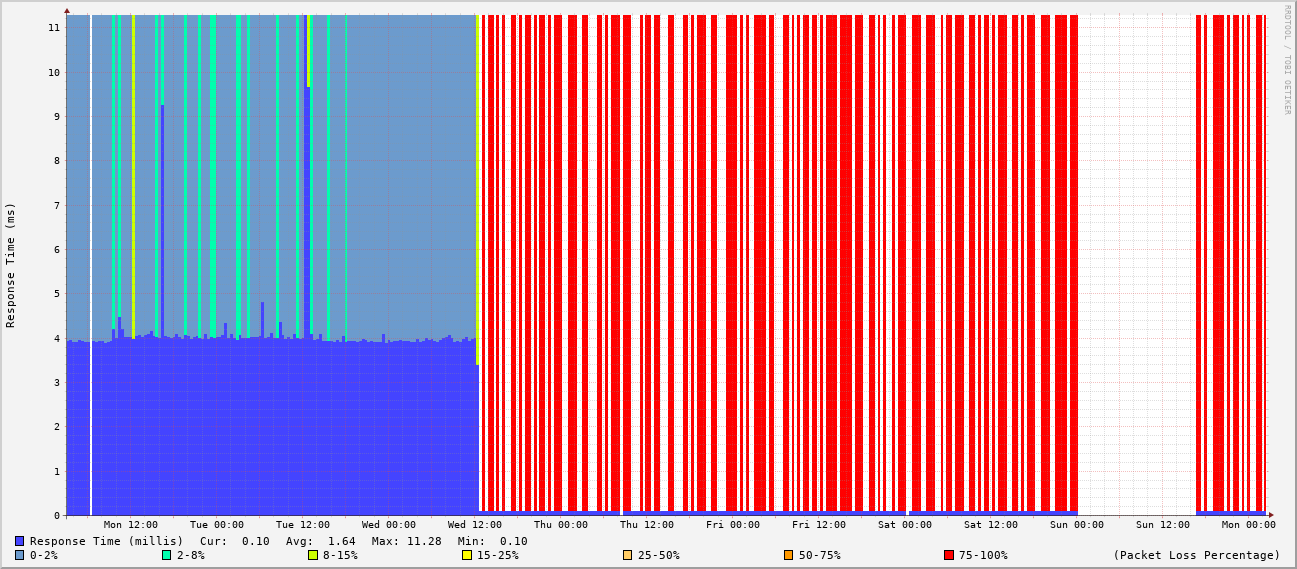 RRDTOOL / TOBI OETIKER
Response Time (ms)
11
10
9
8
7
6
5
4
3
2
1
0
Mon 12:00 Tue 00:00 Tue 12:00 Wed 00:00 Wed 12:00 Thu 00:00 Thu 12:00 Fri 00:00 Fri 12:00 Sat 00:00 Sat 12:00 Sun 00:00 Sun 12:00 Mon 00:00
Response Time (millis) Cur: 0.10 Avg: 1.64 Max: 11.28 Min: 0.10
0-2% 2-8% 8-15% 15-25% 25-50% 50-75% 75-100% (Packet Loss Percentage)